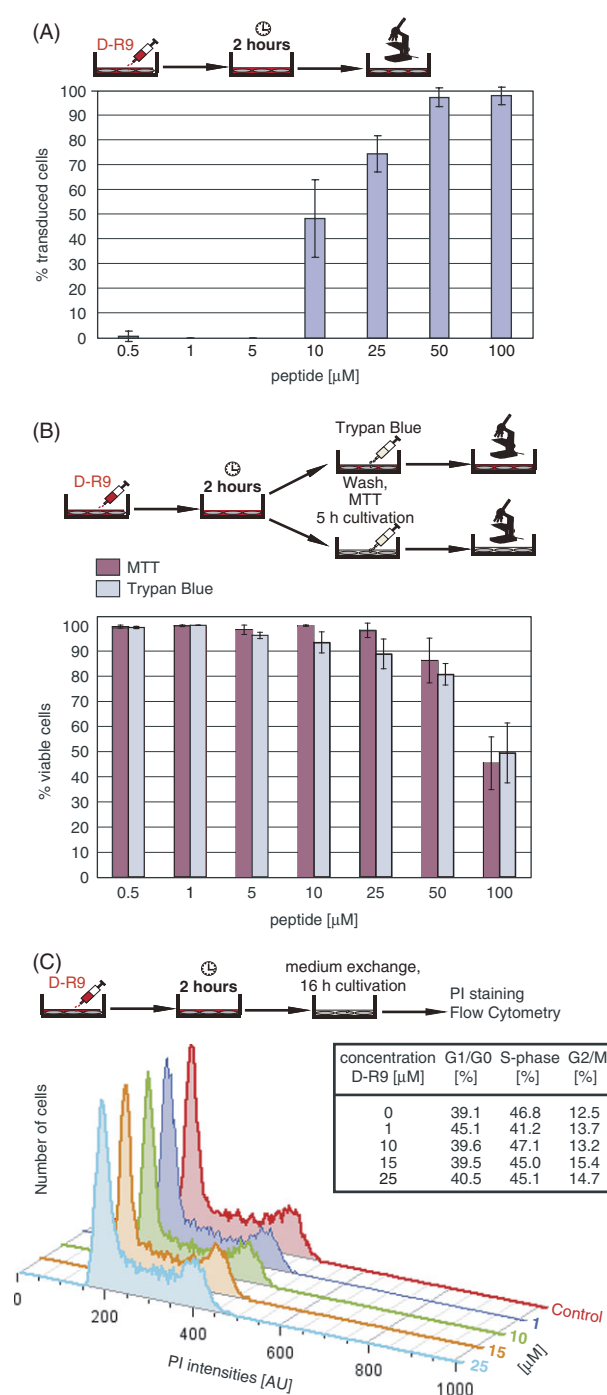 (A)
D-R9
2 hours
100
90
80
70
60
50
40
30
20
10
0
% transduced cells
0.5 1 5 10 25 50 100
peptide [µM]
(B)
Trypan Blue
D-R9
2 hours
Wash,
MTT
5 h cultivation
MTT
Trypan Blue
100
90
80
70
60
50
40
30
20
10
0
% viable cells
0.5 1 5 10 25 50 100
peptide [µM]
(C)
D-R9
2 hours
medium exchange,
16 h cultivation
PI staining
Flow Cytometry
concentration G1/G0 S-phase G2/M
D-R9 [µM] [%] [%] [%]
0 39.1 46.8 12.5
1 45.1 41.2 13.7
10 39.6 47.1 13.2
15 39.5 45.0 15.4
25 40.5 45.1 14.7
Number of cells
0 200 400 600 800 1000
PI intensities [AU]
Control
1
10
15
25
[µM]